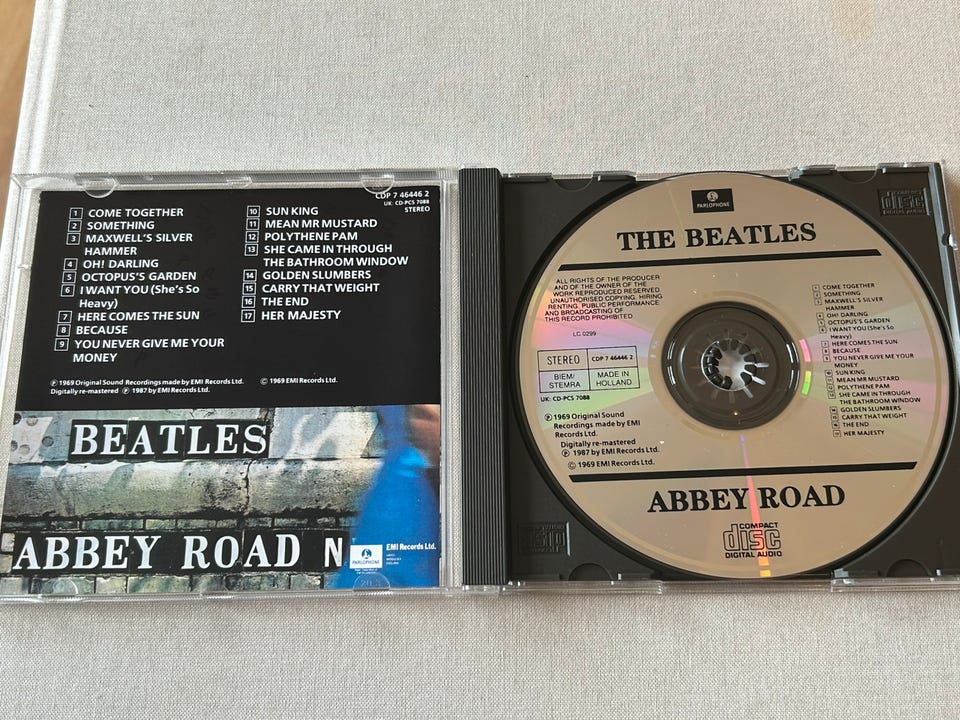 CDP 7 46446 2
UK: CD-PCS 7088
STEREO
1 COME TOGETHER
2 SOMETHING
3 MAXWELL'S SILVER
HAMMER
4 OH! DARLING
5 OCTOPUS'S GARDEN
6 I WANT YOU (She's So
Heavy)
7 HERE COMES THE SUN
8 BECAUSE
9 YOU NEVER GIVE ME YOUR
MONEY
10 SUN KING
11 MEAN MR MUSTARD
12 POLYTHENE PAM
13 SHE CAME IN THROUGH
THE BATHROOM WINDOW
14 GOLDEN SLUMBERS
15 CARRY THAT WEIGHT
16 THE END
17 HER MAJESTY
℗ 1969 Original Sound Recordings made by EMI Records Ltd.
Digitally re-mastered ℗ 1987 by EMI Records Ltd.
© 1969 EMI Records Ltd.
BEATLES
ABBEY ROAD N
PARLOPHONE
EMI Records Ltd.
PARLOPHONE
THE BEATLES
ALL RIGHTS OF THE PRODUCER
AND OF THE OWNER OF THE
WORK REPRODUCED RESERVED.
UNAUTHORISED COPYING, HIRING
RENTING, PUBLIC PERFORMANCE
AND BROADCASTING OF
THIS RECORD PROHIBITED.
LC 0299
STEREO
CDP 7 46446 2
BIEM/
STEMRA
MADE IN
HOLLAND
UK: CD-PCS 7088
℗ 1969 Original Sound
Recordings made by EMI
Records Ltd.
Digitally re-mastered
℗ 1987 by EMI Records Ltd.
© 1969 EMI Records Ltd.
1 COME TOGETHER
2 SOMETHING
3 MAXWELL'S SILVER
HAMMER
4 OH! DARLING
5 OCTOPUS'S GARDEN
6 I WANT YOU (She's So
Heavy)
7 HERE COMES THE SUN
8 BECAUSE
9 YOU NEVER GIVE ME YOUR
MONEY
10 SUN KING
11 MEAN MR MUSTARD
12 POLYTHENE PAM
13 SHE CAME IN THROUGH
THE BATHROOM WINDOW
14 GOLDEN SLUMBERS
15 CARRY THAT WEIGHT
16 THE END
17 HER MAJESTY
ABBEY ROAD
COMPACT
disc
DIGITAL AUDIO
COMPACT
disc
DIGITAL AUDIO